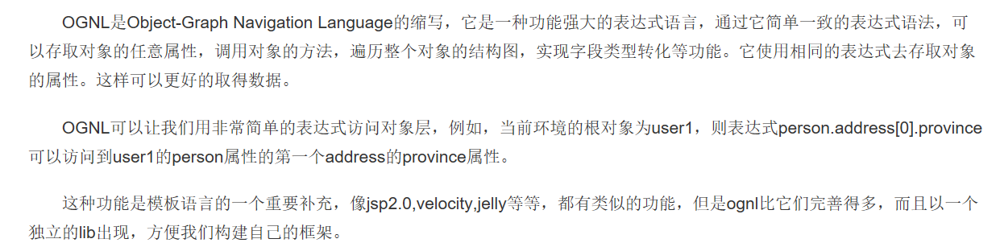 OGNL是Object-Graph Navigation Language的缩写，它是一种功能强大的表达式语言，通过它简单一致的表达式语法，可
以存取对象的任意属性，调用对象的方法，遍历整个对象的结构图，实现字段类型转化等功能。它使用相同的表达式去存取对象
的属性。这样可以更好的取得数据。
OGNL可以让我们用非常简单的表达式访问对象层，例如，当前环境的根对象为user1，则表达式person.address[0].province
可以访问到user1的person属性的第一个address的province属性。
这种功能是模板语言的一个重要补充，像jsp2.0,velocity,jelly等等，都有类似的功能，但是ognl比它们完善得多，而且以一个
独立的lib出现，方便我们构建自己的框架。